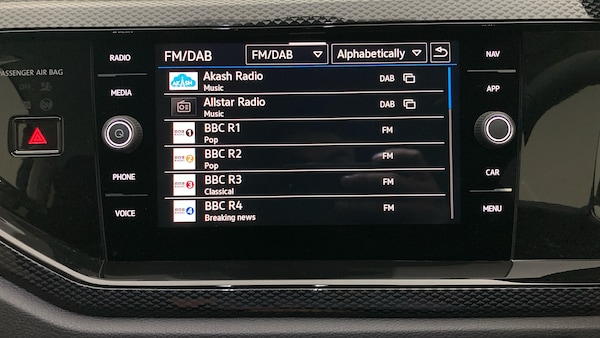 PASSENGER AIR BAG
RADIO
MEDIA
PHONE
VOICE
FM/DAB
FM/DAB
Alphabetically
Akash Radio
Music
DAB
Allstar Radio
Music
DAB
BBC R1
Pop
FM
BBC R2
Pop
FM
BBC R3
Classical
FM
BBC R4
Breaking news
FM
NAV
APP
CAR
MENU